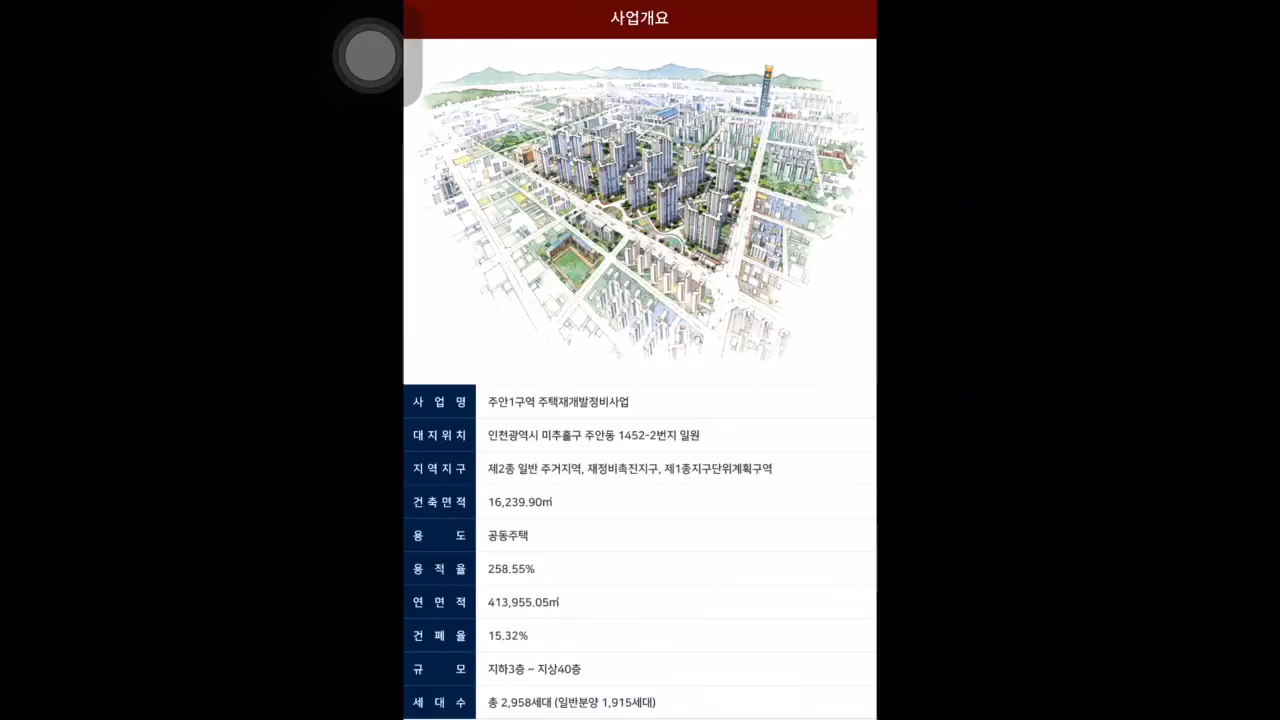 사업개요
사업명 주안1구역 주택재개발정비사업
대지위치 인천광역시 미추홀구 주안동 1452-2번지 일원
지역지구 제2종 일반 주거지역, 재정비촉진지구, 제1종지구단위계획구역
건축면적 16,239.90㎡
용도 공동주택
용적율 258.55%
연면적 413,955.05㎡
건폐율 15.32%
규모 지하3층 ~ 지상40층
세대수 총 2,958세대 (일반분양 1,915세대)